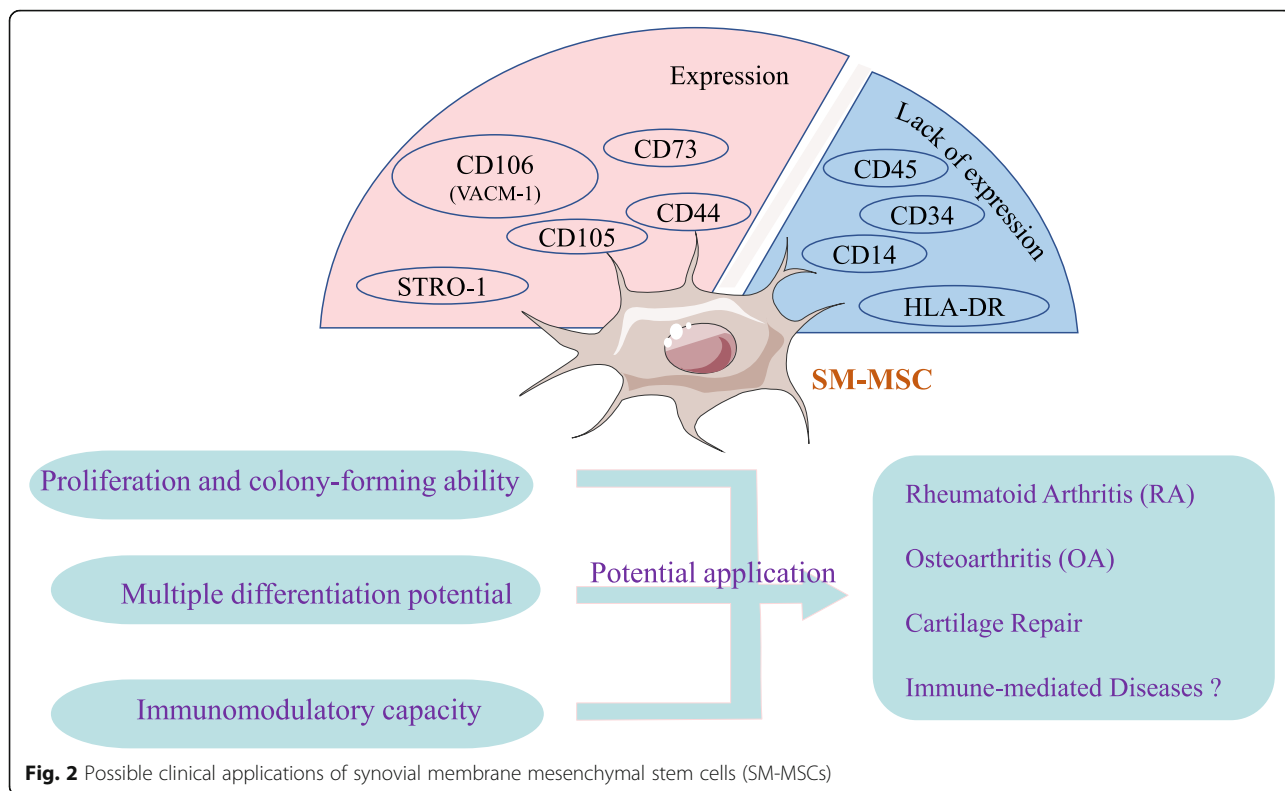 Expression
Lack of expression
CD106
(VACM-1)
CD73
CD44
CD105
STRO-1
CD45
CD34
CD14
HLA-DR
SM-MSC
Proliferation and colony-forming ability
Multiple differentiation potential
Immunomodulatory capacity
Potential application
Rheumatoid Arthritis (RA)
Osteoarthritis (OA)
Cartilage Repair
Immune-mediated Diseases ?
Fig. 2 Possible clinical applications of synovial membrane mesenchymal stem cells (SM-MSCs)